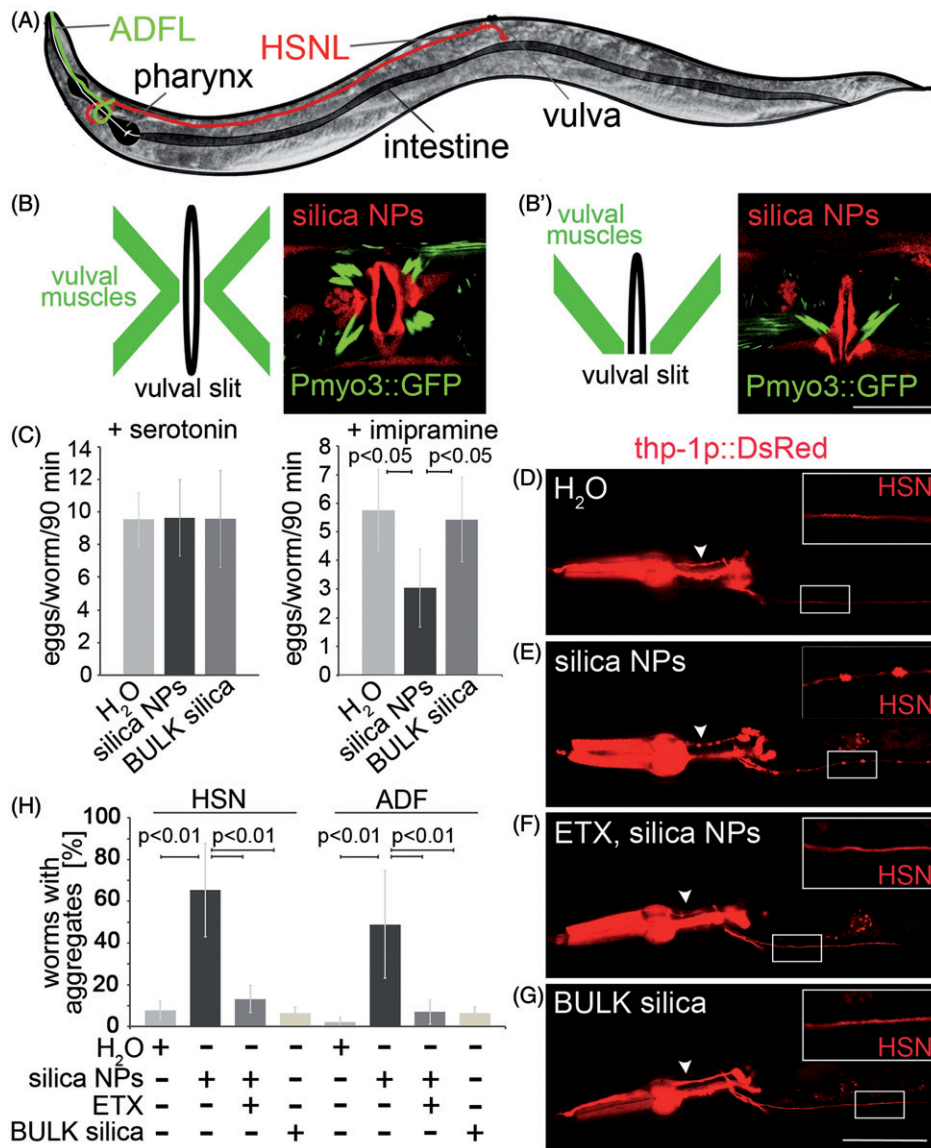 (A)
ADFL
HSNL
pharynx
intestine
vulva
(B)
vulval
muscles
vulval slit
silica NPs
Pmyo3::GFP
(B')
vulval
muscles
vulval slit
silica NPs
Pmyo3::GFP
(C)
+ serotonin
eggs/worm/90 min
16
14
12
10
8
6
4
2
0
H2O
silica NPs
BULK silica
+ imipramine
p<0.05
p<0.05
eggs/worm/90 min
8
7
6
5
4
3
2
1
0
H2O
silica NPs
BULK silica
thp-1p::DsRed
(D)
H2O
HSN
(E)
silica NPs
HSN
(F)
ETX, silica NPs
HSN
(G)
BULK silica
HSN
(H)
HSN
ADF
p<0.01
p<0.01
p<0.01
p<0.01
worms with
aggregates [%]
100
80
60
40
20
0
H2O + - - - + - - -
silica NPs - + + - - + + -
ETX - - + - - - + -
BULK silica - - - + - - - +